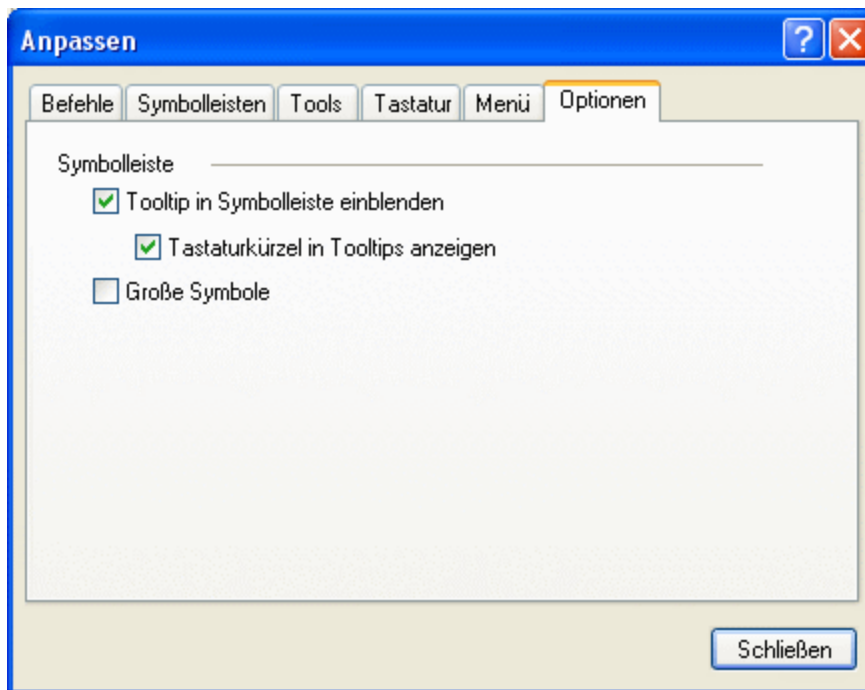 Anpassen
Befehle Symbolleisten Tools Tastatur Menü Optionen
Symbolleiste
Tooltip in Symbolleiste einblenden
Tastaturkürzel in Tooltips anzeigen
Große Symbole
Schließen